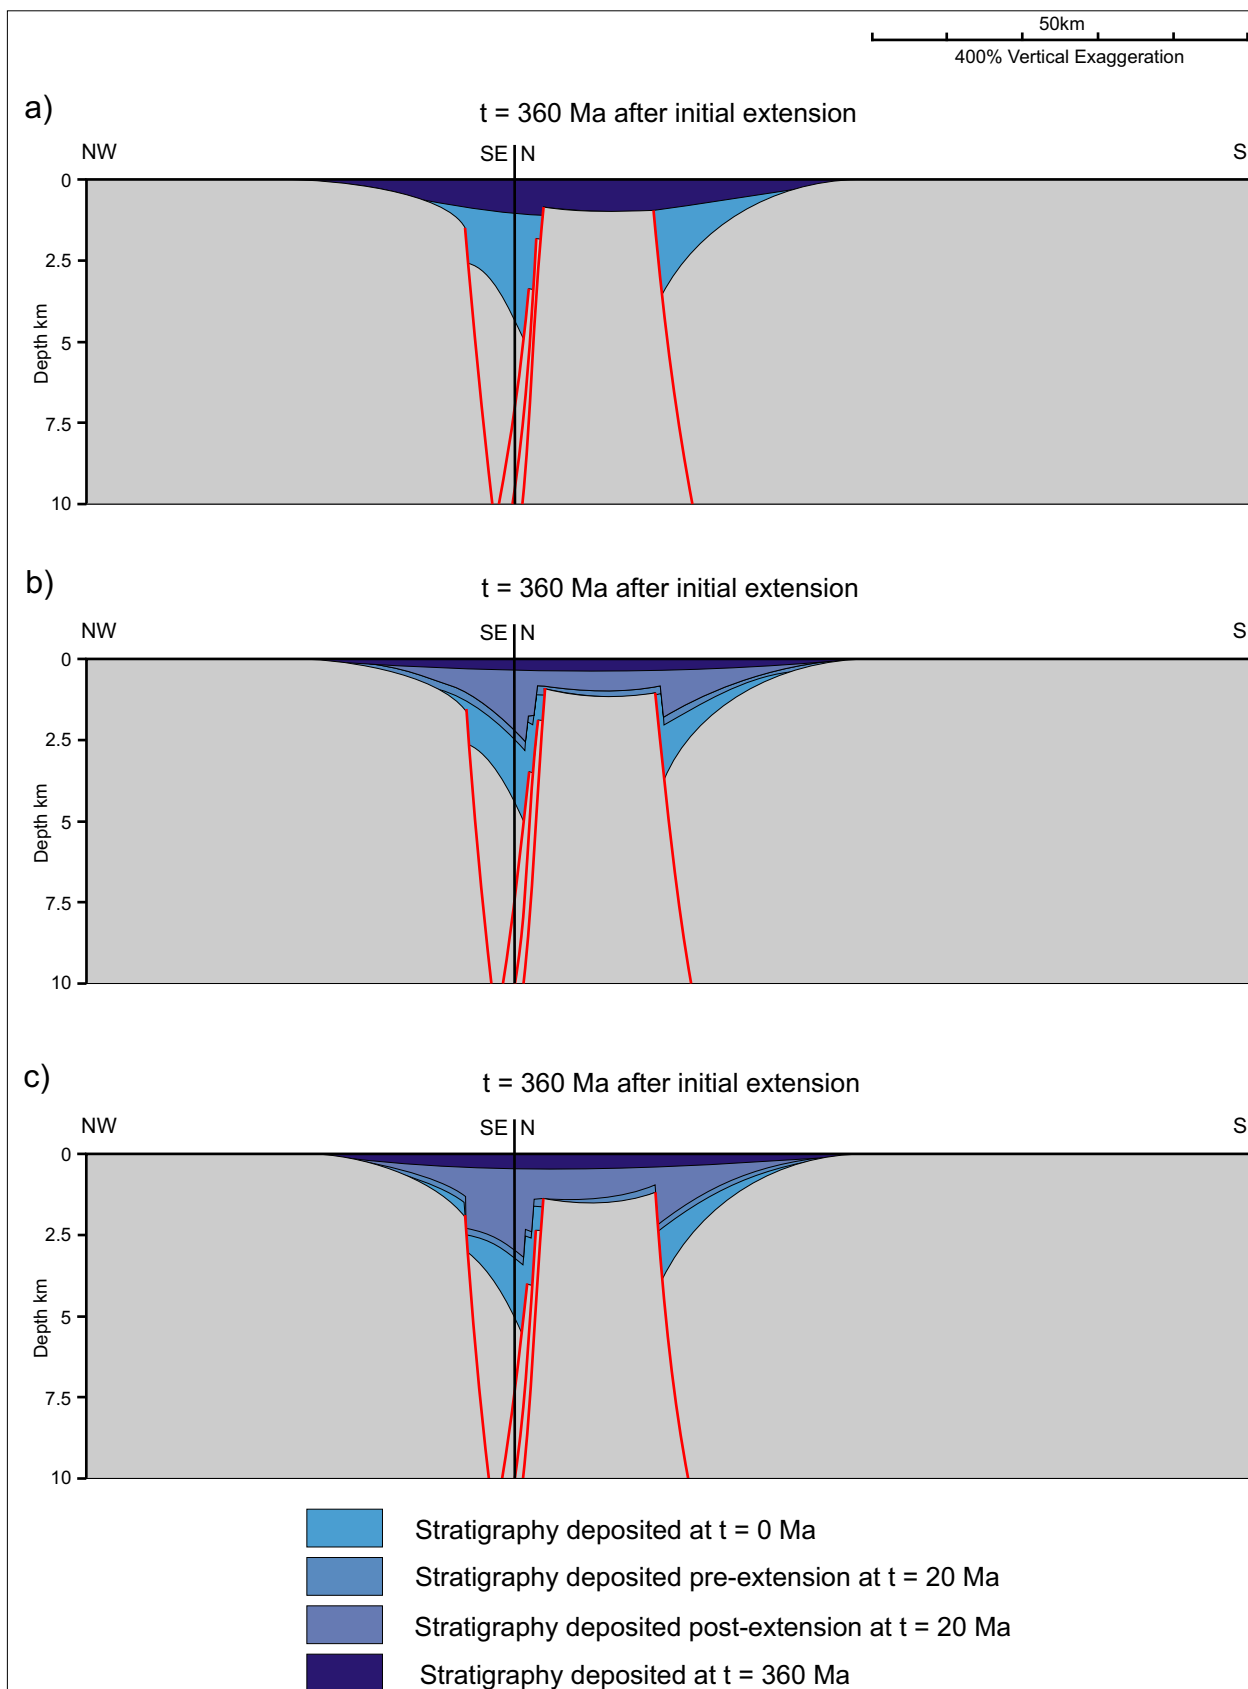 50km
400% Vertical Exaggeration
a)
t = 360 Ma after initial extension
NW
SE
N
S
0
2.5
5
7.5
10
Depth km
b)
t = 360 Ma after initial extension
NW
SE
N
S
0
2.5
5
7.5
10
Depth km
c)
t = 360 Ma after initial extension
NW
SE
N
S
0
2.5
5
7.5
10
Depth km
Stratigraphy deposited at t = 0 Ma
Stratigraphy deposited pre-extension at t = 20 Ma
Stratigraphy deposited post-extension at t = 20 Ma
Stratigraphy deposited at t = 360 Ma